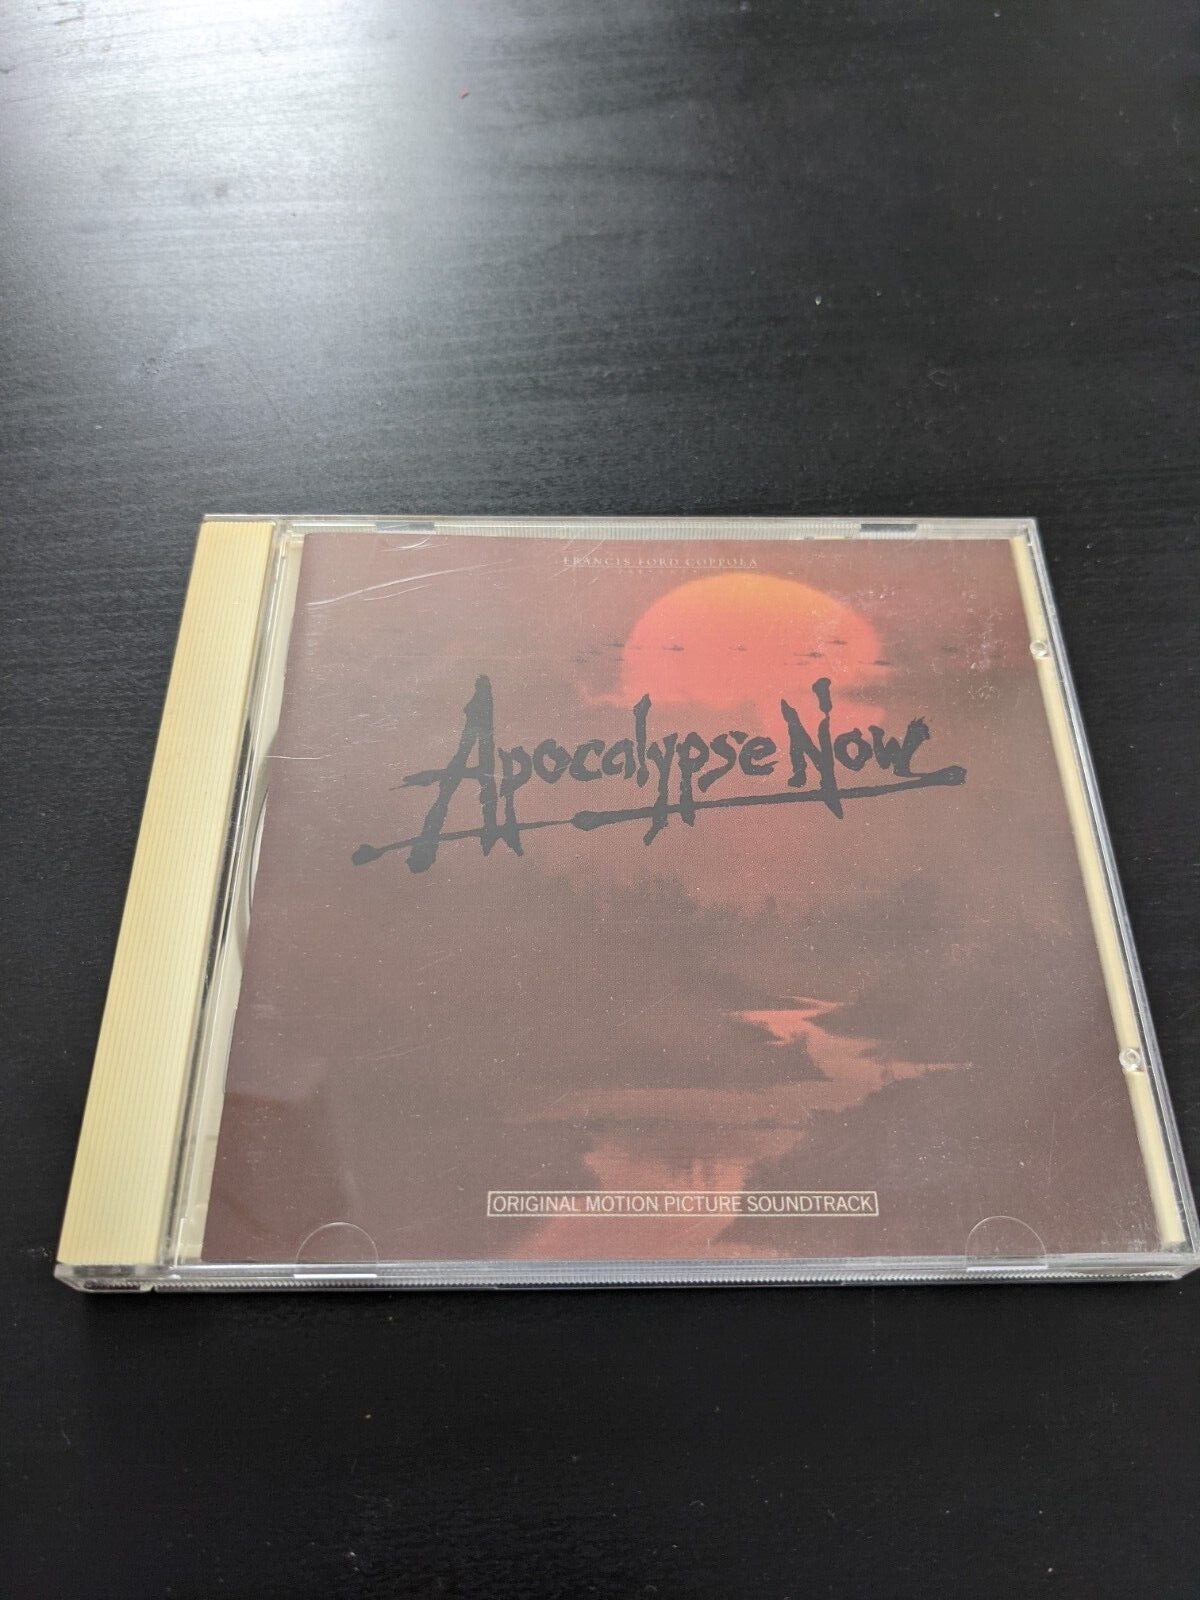 FRANCIS FORD COPPOLA
Apocalypse Now
ORIGINAL MOTION PICTURE SOUNDTRACK